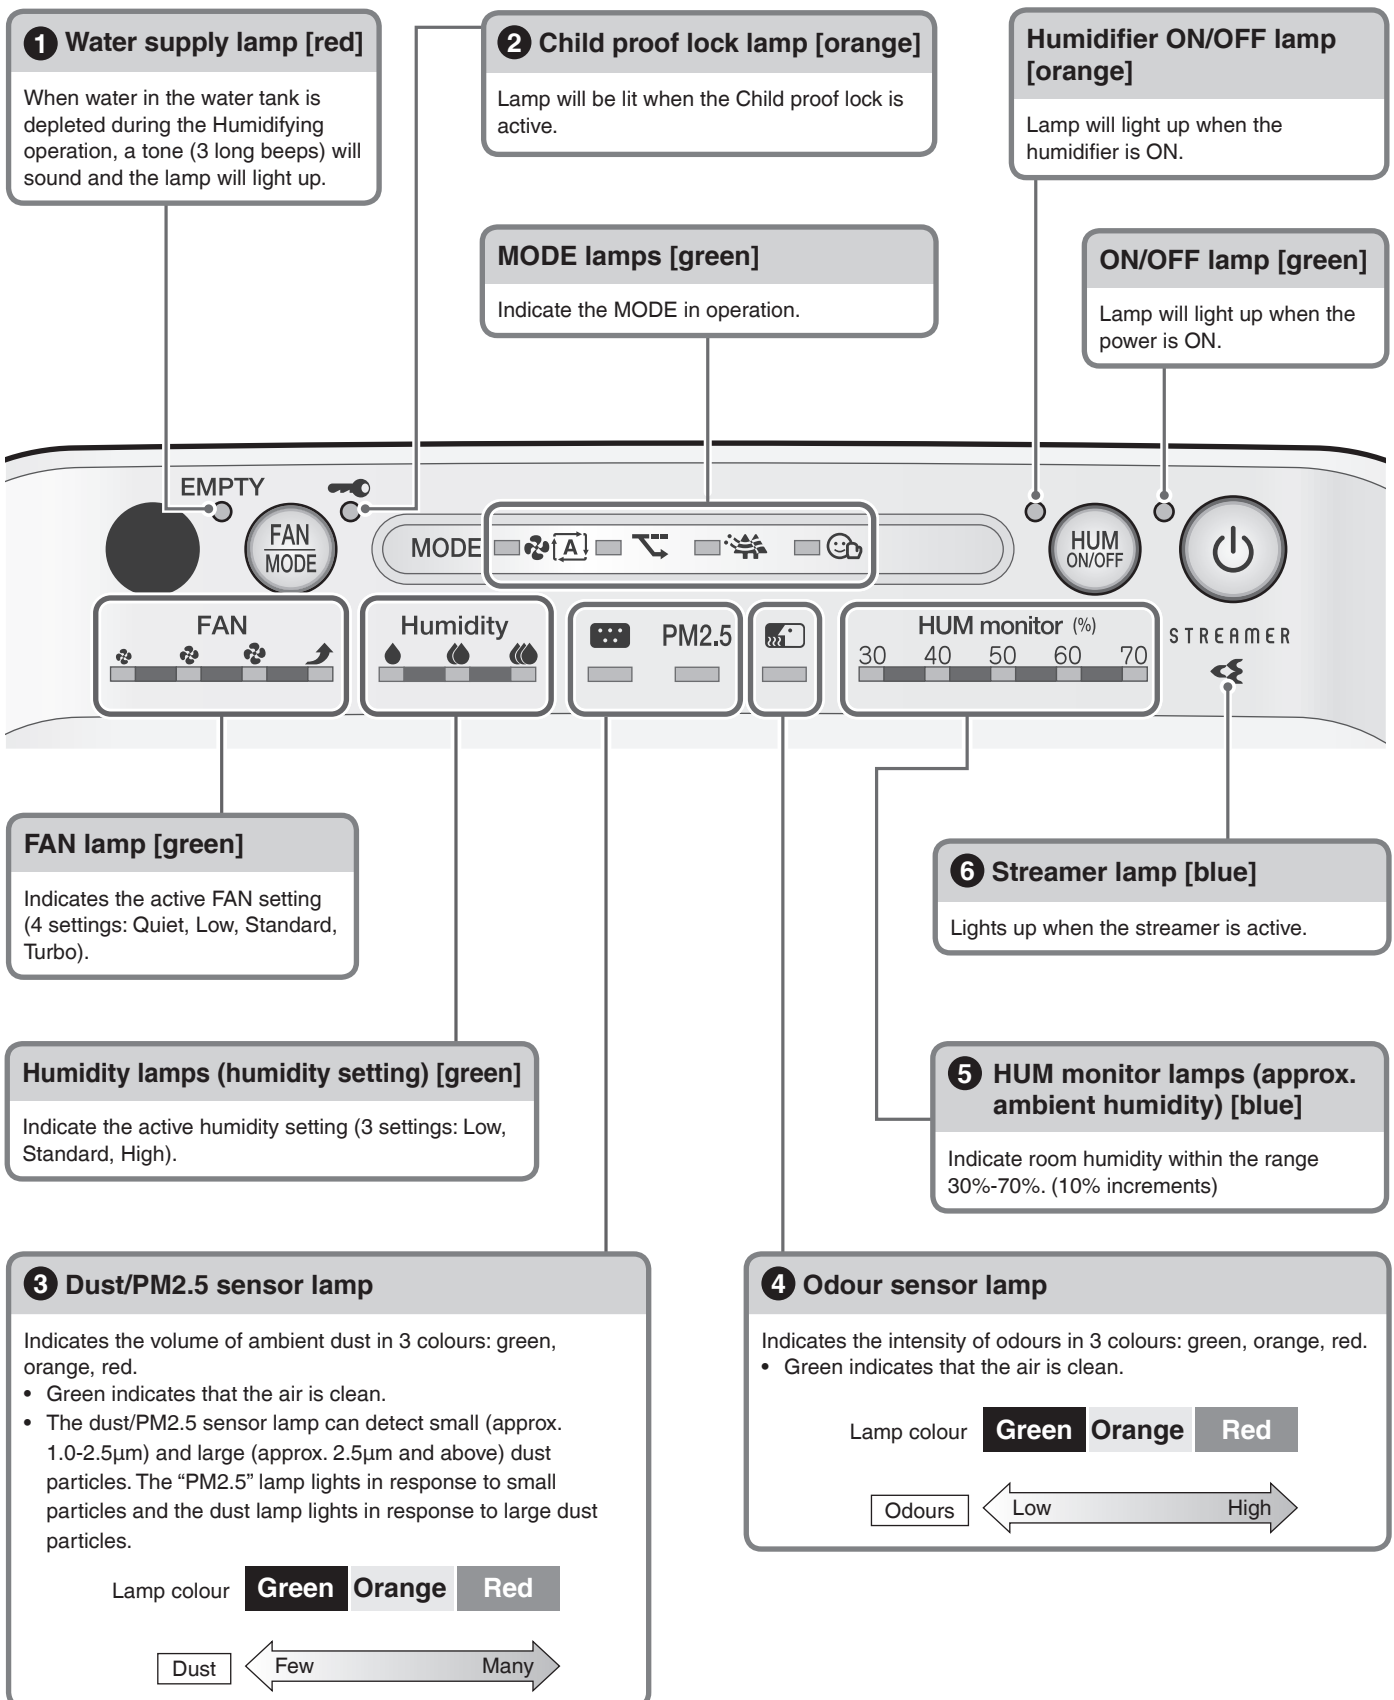 1 Water supply lamp [red]
When water in the water tank is
depleted during the Humidifying
operation, a tone (3 long beeps) will
sound and the lamp will light up.
2 Child proof lock lamp [orange]
Lamp will be lit when the Child proof lock is
active.
Humidifier ON/OFF lamp
[orange]
Lamp will light up when the
humidifier is ON.
MODE lamps [green]
Indicate the MODE in operation.
ON/OFF lamp [green]
Lamp will light up when the
power is ON.
EMPTY
FAN
MODE
MODE
A
HUM
ON/OFF
FAN
Humidity
PM2.5
HUM monitor (%)
30 40 50 60 70
STREAMER
FAN lamp [green]
Indicates the active FAN setting
(4 settings: Quiet, Low, Standard,
Turbo).
6 Streamer lamp [blue]
Lights up when the streamer is active.
Humidity lamps (humidity setting) [green]
Indicate the active humidity setting (3 settings: Low,
Standard, High).
5 HUM monitor lamps (approx.
ambient humidity) [blue]
Indicate room humidity within the range
30%-70%. (10% increments)
3 Dust/PM2.5 sensor lamp
Indicates the volume of ambient dust in 3 colours: green,
orange, red.
• Green indicates that the air is clean.
• The dust/PM2.5 sensor lamp can detect small (approx.
1.0-2.5µm) and large (approx. 2.5µm and above) dust
particles. The “PM2.5” lamp lights in response to small
particles and the dust lamp lights in response to large dust
particles.
Lamp colour Green Orange Red
Dust Few Many
4 Odour sensor lamp
Indicates the intensity of odours in 3 colours: green, orange, red.
• Green indicates that the air is clean.
Lamp colour Green Orange Red
Odours Low High